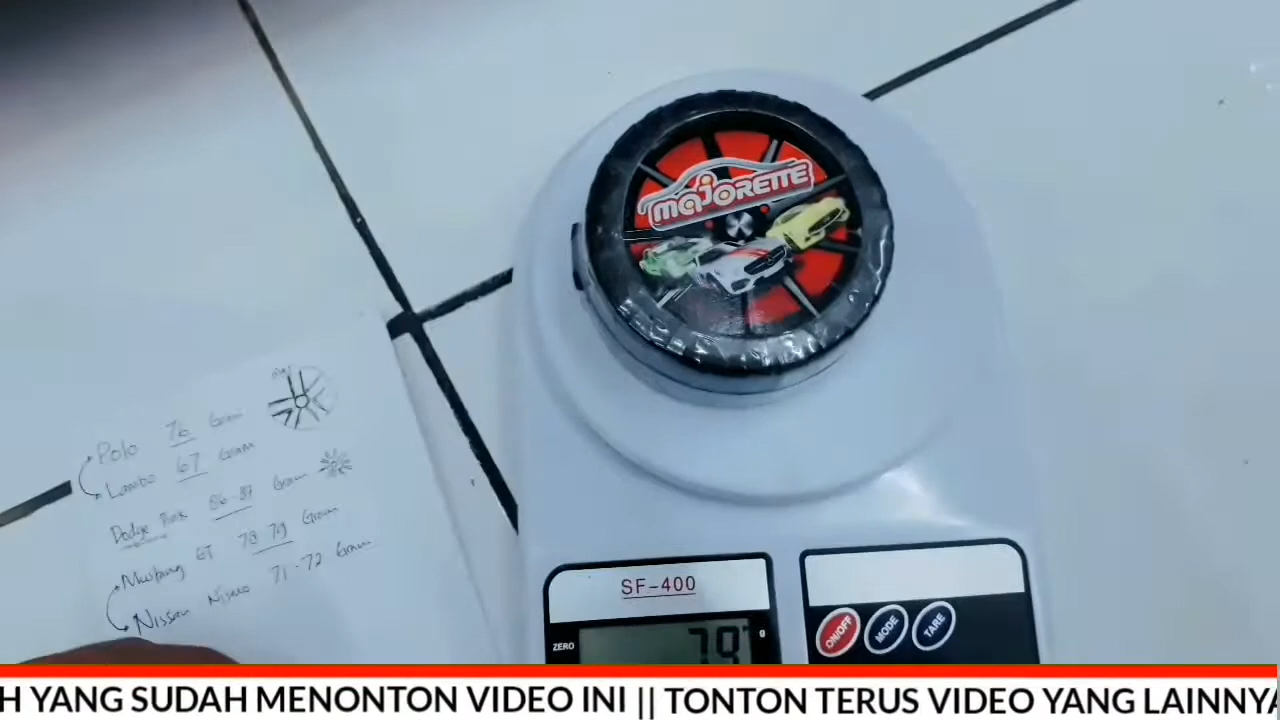 majORETTE
Polo 76 Gram
Lambo 67 Gram
Dodge 86-87 Gram
Mustang GT 78 79 Gram
Nissan Nismo 71-72 Gram
SF-400
ZERO
ON/OFF
MODE
TARE
H YANG SUDAH MENONTON VIDEO INI || TONTON TERUS VIDEO YANG LAINNYA